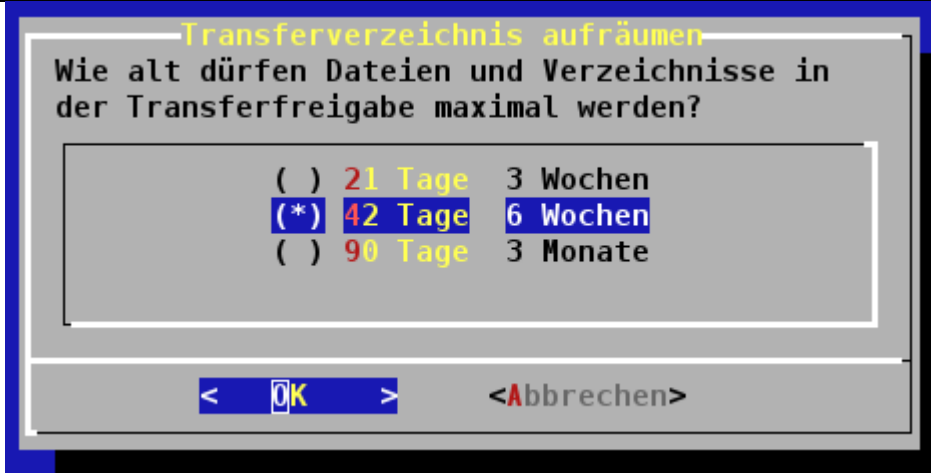 Transferverzeichnis aufräumen
Wie alt dürfen Dateien und Verzeichnisse in
der Transferfreigabe maximal werden?
( ) 21 Tage 3 Wochen
(*) 42 Tage 6 Wochen
( ) 90 Tage 3 Monate
< OK > <Abbrechen>